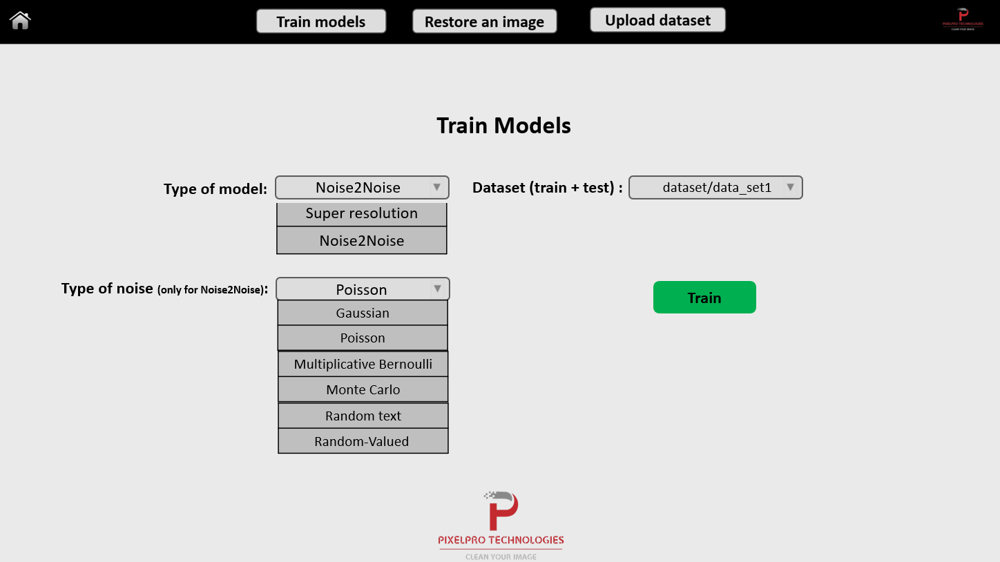 Train models
Restore an image
Upload dataset
PIXELPRO TECHNOLOGIES
CLEAN YOUR IMAGE
Train Models
Type of model:
Noise2Noise
Dataset (train + test) :
dataset/data_set1
Super resolution
Noise2Noise
Type of noise (only for Noise2Noise):
Poisson
Train
Gaussian
Poisson
Multiplicative Bernoulli
Monte Carlo
Random text
Random-Valued
PIXELPRO TECHNOLOGIES
CLEAN YOUR IMAGE